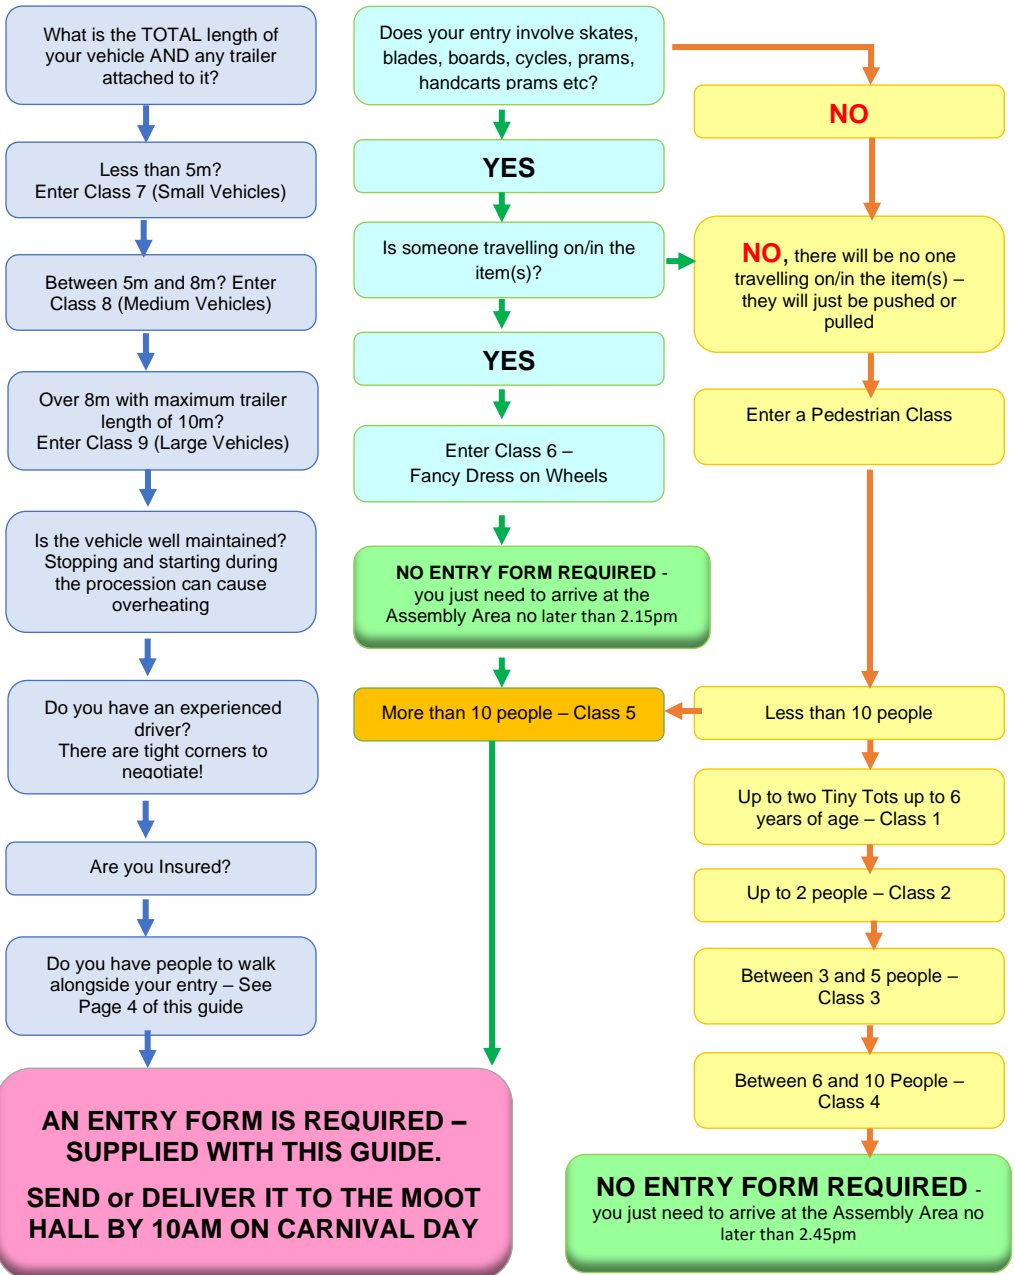 What is the TOTAL length of
your vehicle AND any trailer
attached to it?
Less than 5m?
Enter Class 7 (Small Vehicles)
Between 5m and 8m? Enter
Class 8 (Medium Vehicles)
Over 8m with maximum trailer
length of 10m?
Enter Class 9 (Large Vehicles)
Is the vehicle well maintained?
Stopping and starting during
the procession can cause
overheating
Do you have an experienced
driver?
There are tight corners to
negotiate!
Are you Insured?
Do you have people to walk
alongside your entry – See
Page 4 of this guide
AN ENTRY FORM IS REQUIRED –
SUPPLIED WITH THIS GUIDE.
SEND or DELIVER IT TO THE MOOT
HALL BY 10AM ON CARNIVAL DAY
Does your entry involve skates,
blades, boards, cycles, prams,
handcarts prams etc?
YES
Is someone travelling on/in the
item(s)?
YES
Enter Class 6 –
Fancy Dress on Wheels
NO ENTRY FORM REQUIRED -
you just need to arrive at the
Assembly Area no later than 2.15pm
More than 10 people – Class 5
NO
NO, there will be no one
travelling on/in the item(s) –
they will just be pushed or
pulled
Enter a Pedestrian Class
Less than 10 people
Up to two Tiny Tots up to 6
years of age – Class 1
Up to 2 people – Class 2
Between 3 and 5 people –
Class 3
Between 6 and 10 People –
Class 4
NO ENTRY FORM REQUIRED -
you just need to arrive at the Assembly Area no
later than 2.45pm